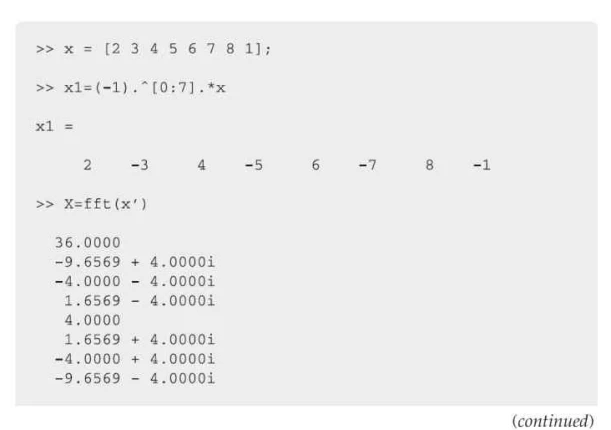 >> x = [2 3 4 5 6 7 8 1];
>> x1=(-1).^[0:7].*x
x1 =
2 -3 4 -5 6 -7 8 -1
>> X=fft(x’)
36.0000
-9.6569 + 4.0000i
-4.0000 - 4.0000i
1.6569 - 4.0000i
4.0000
1.6569 + 4.0000i
-4.0000 + 4.0000i
-9.6569 - 4.0000i
(continued)